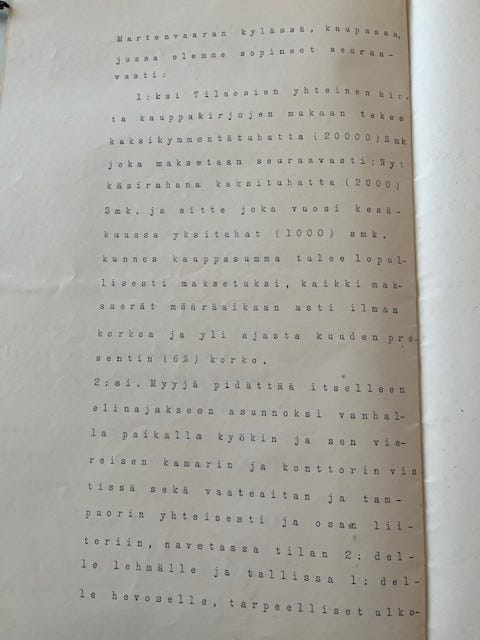 Martonvaaran kylässä, kaupassa,
jossa olemme sopineet seuraa-
vasti:
1:ksi Tilaosien yhteinen hin-
ta kauppakirjojen mukaan tekee
kaksikymmentätuhatta (20000) Smk
joka maksetaan seuraavasti: Nyt
käsirahana kaksituhatta (2000)
Smk. ja sitte joka vuosi kesä-
kuussa yksituhat (1000) smk.
kunnes kauppasumma tulee lopul-
lisesti maksetuksi, kaikki mak-
suerät määräaikaan asti ilman
korkoa ja yli ajasta kuuden pro
sentin (6%) korko.
2:si. Myyjä pidättää itselleen
elinajakseen asunnoksi vanhal-
la paikalla kyökin ja sen vie-
reisen kamarin ja konttorin vis
tissä sekä vaateaitan ja tam-
puorin yhteisesti ja osan lii-
teriin, navetassa tilan 2: del-
le lehmälle ja tallissa 1: del-
le hevoselle, tarpeelliset ulko-